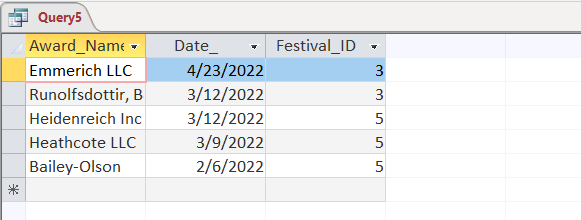 Query5
Award_Name Date_ Festival_ID
Emmerich LLC 4/23/2022 3
Runolfsdottir, B 3/12/2022 3
Heidenreich Inc 3/12/2022 5
Heathcote LLC 3/9/2022 5
Bailey-Olson 2/6/2022 5